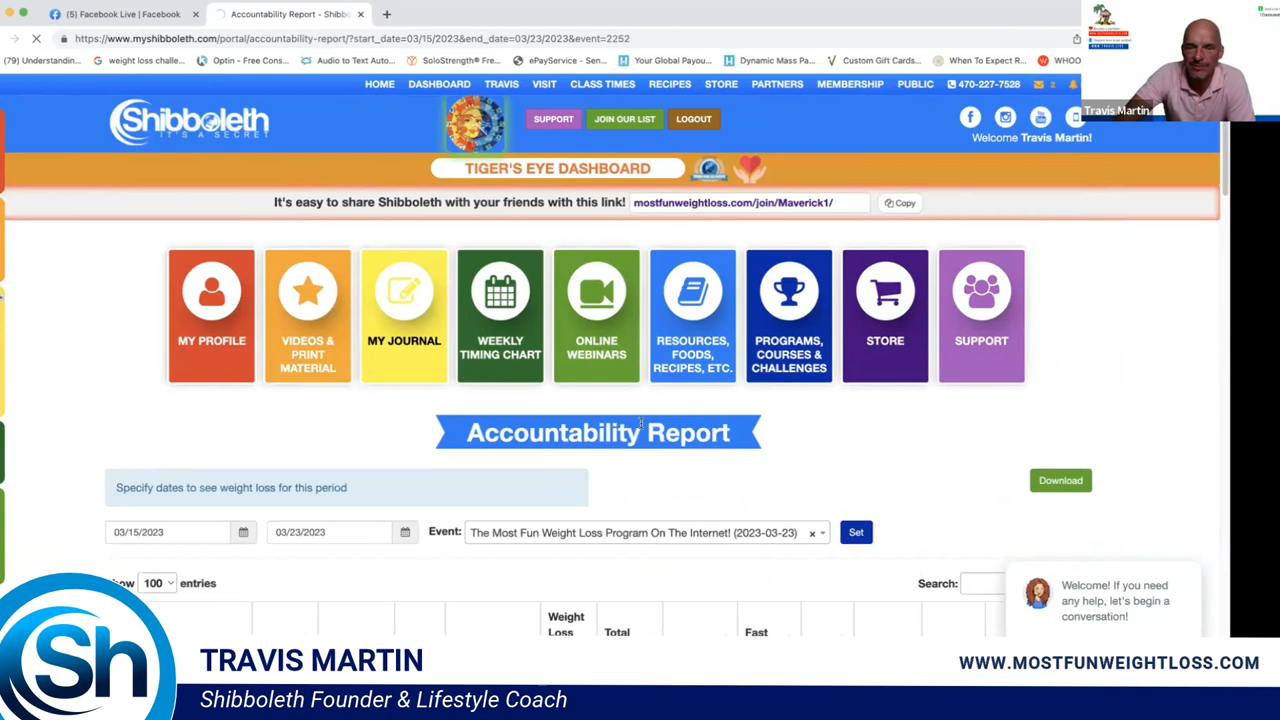 (5) Facebook Live | Facebook
Accountability Report - Shibbo
https://www.myshibboleth.com/portal/accountability-report/?start_date=03/15/2023&end_date=03/23/2023&event=2252
(79) Understandin...
weight loss challe...
Optin - Free Cons...
Audio to Text Autor...
SoloStrength® Fre...
ePayService - Sen...
Your Global Payou...
Dynamic Mass Pa...
Custom Gift Cards...
When To Expect R...
WHOO
Travis Martin
HOME DASHBOARD TRAVIS VISIT CLASS TIMES RECIPES STORE PARTNERS MEMBERSHIP PUBLIC 470-227-7528 2
Shibboleth
IT'S A SECRET
SUPPORT JOIN OUR LIST LOGOUT
Welcome Travis Martin!
TIGER'S EYE DASHBOARD
It's easy to share Shibboleth with your friends with this link! mostfunweightloss.com/join/Maverick1/ Copy
MY PROFILE
VIDEOS &
PRINT
MATERIAL
MY JOURNAL
WEEKLY
TIMING CHART
ONLINE
WEBINARS
RESOURCES,
FOODS,
RECIPES, ETC.
PROGRAMS,
COURSES &
CHALLENGES
STORE
SUPPORT
Accountability Report
Specify dates to see weight loss for this period
Download
03/15/2023 03/23/2023 Event: The Most Fun Weight Loss Program On The Internet! (2023-03-23) × Set
how 100 entries
Search:
Weight
Loss Total Fast
Welcome! If you need
any help, let's begin a
conversation!
Sh
TRAVIS MARTIN
Shibboleth Founder & Lifestyle Coach
WWW.MOSTFUNWEIGHTLOSS.COM